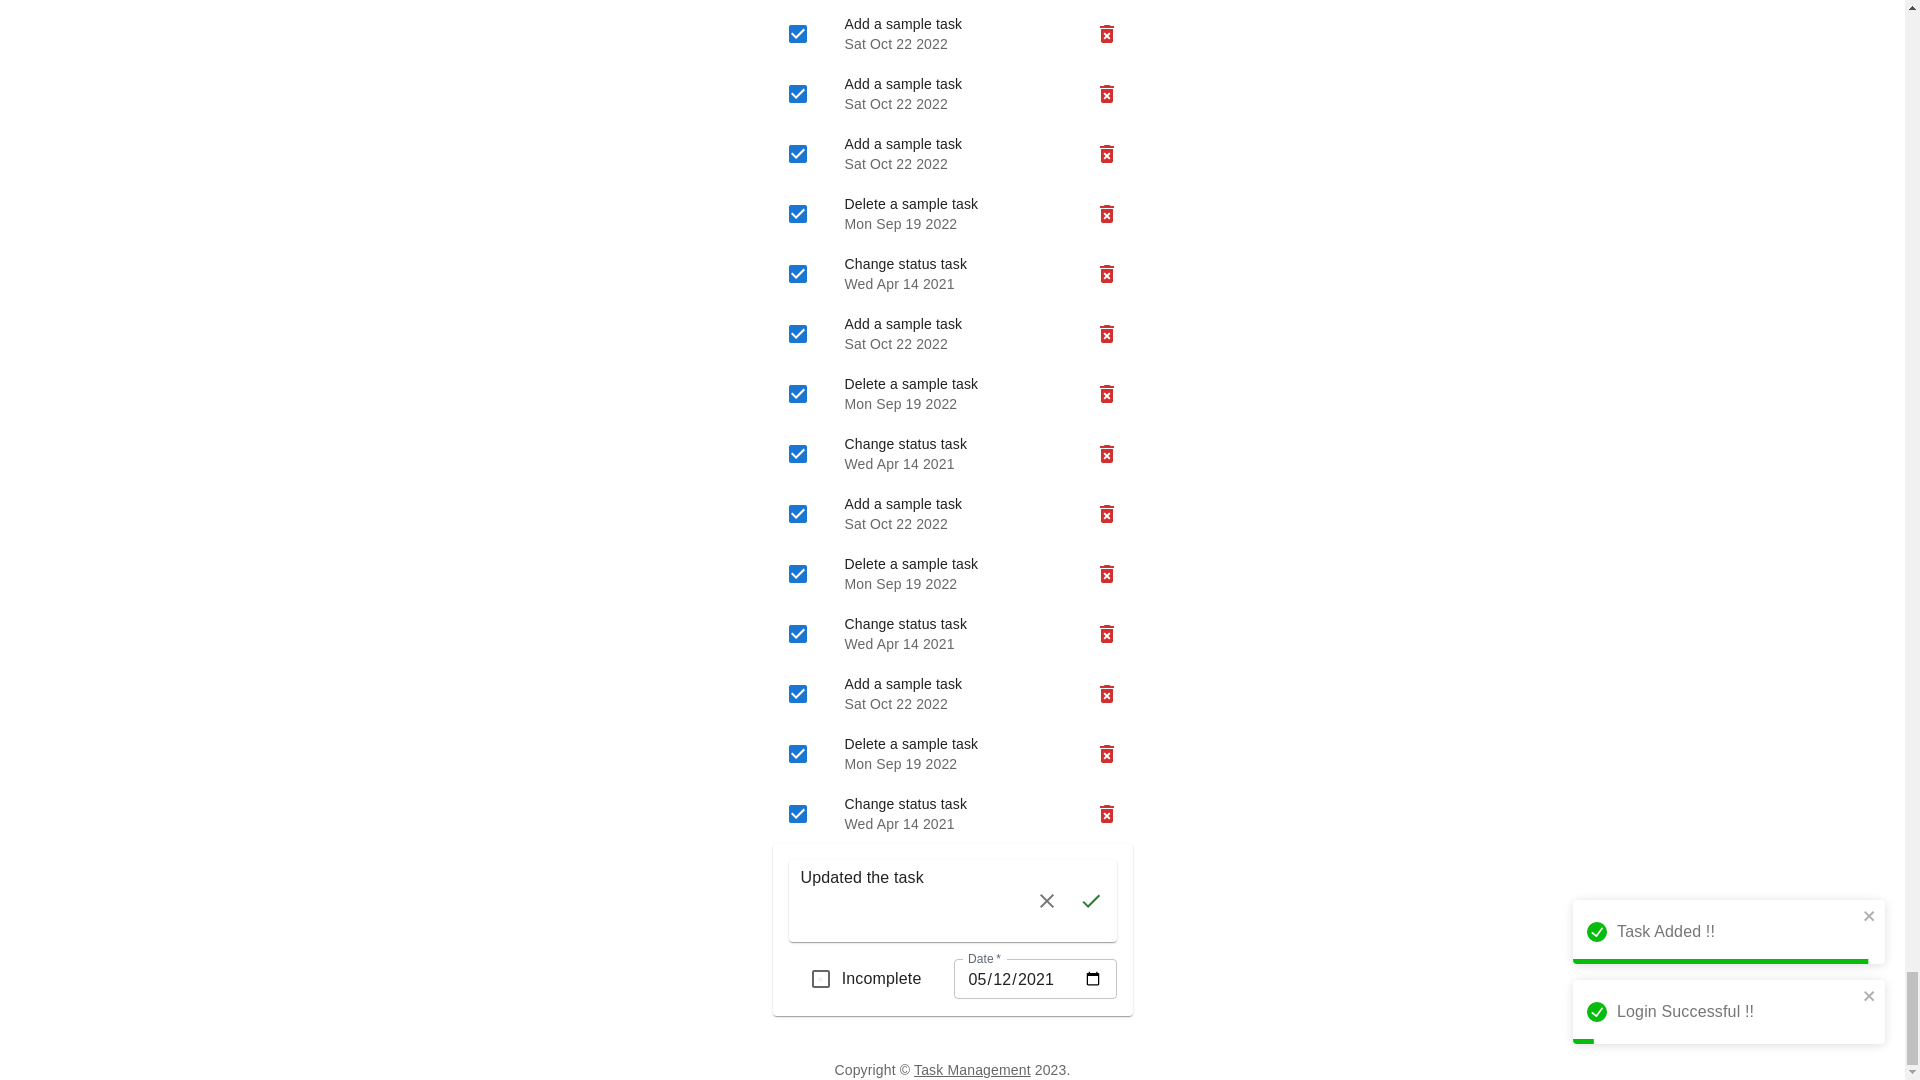 Add a sample task
Sat Oct 22 2022
Add a sample task
Sat Oct 22 2022
Add a sample task
Sat Oct 22 2022
Delete a sample task
Mon Sep 19 2022
Change status task
Wed Apr 14 2021
Add a sample task
Sat Oct 22 2022
Delete a sample task
Mon Sep 19 2022
Change status task
Wed Apr 14 2021
Add a sample task
Sat Oct 22 2022
Delete a sample task
Mon Sep 19 2022
Change status task
Wed Apr 14 2021
Add a sample task
Sat Oct 22 2022
Delete a sample task
Mon Sep 19 2022
Change status task
Wed Apr 14 2021
Updated the task
Incomplete
Date *
05/12/2021
Task Added !!
Login Successful !!
Copyright © Task Management 2023.